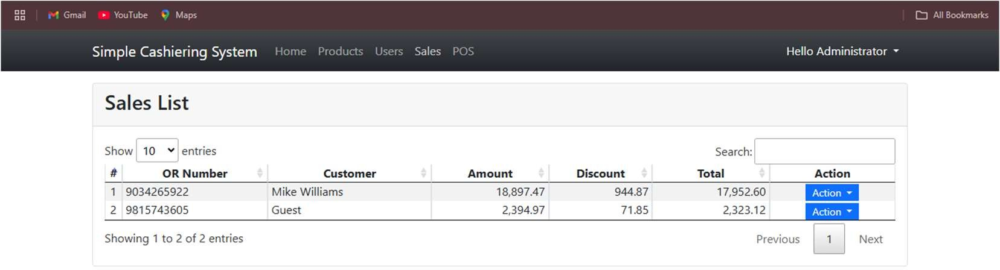 Gmail YouTube Maps All Bookmarks
Simple Cashiering System Home Products Users Sales POS Hello Administrator
Sales List
Show 10 entries Search:
# OR Number Customer Amount Discount Total Action
1 9034265922 Mike Williams 18,897.47 944.87 17,952.60 Action
2 9815743605 Guest 2,394.97 71.85 2,323.12 Action
Showing 1 to 2 of 2 entries Previous 1 Next